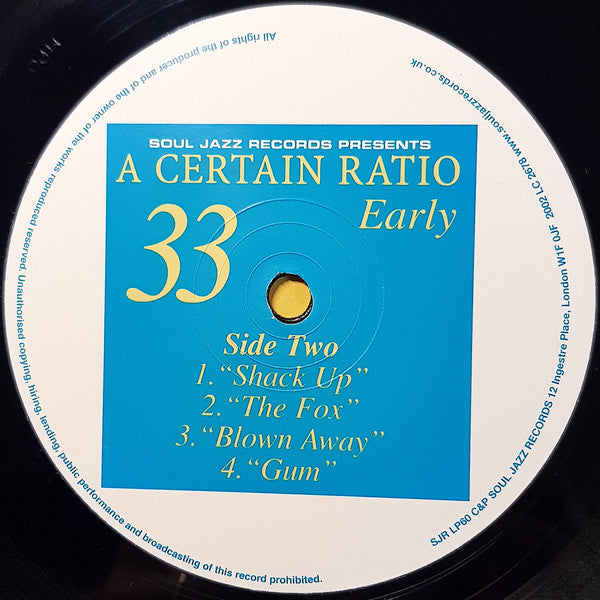 SOUL JAZZ RECORDS PRESENTS
A CERTAIN RATIO
33
Early
Side Two
1. “Shack Up”
2. “The Fox”
3. “Blown Away”
4. “Gum”
All rights of the producer and of the owner of the works reproduced reserved. Unauthorised copying, hiring, lending, public performance and broadcasting of this record prohibited.
SJR LP60 C&P SOUL JAZZ RECORDS 12 Ingestre Place, London W1F 0JF 2002 LC-2678 www.souljazzrecords.co.uk